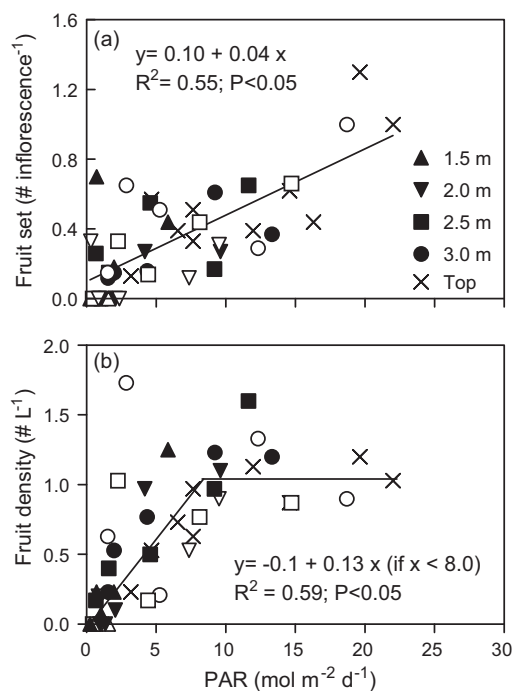 (a)
y= 0.10 + 0.04 x
R²= 0.55; P<0.05
Fruit set (# inflorescence⁻¹)
1.6
1.2
0.8
0.4
0.0
1.5 m
2.0 m
2.5 m
3.0 m
Top
(b)
Fruit density (# L⁻¹)
2.0
1.5
1.0
0.5
0.0
y= -0.1 + 0.13 x (if x < 8.0)
R² = 0.59; P<0.05
0 5 10 15 20 25 30
PAR (mol m⁻² d⁻¹)